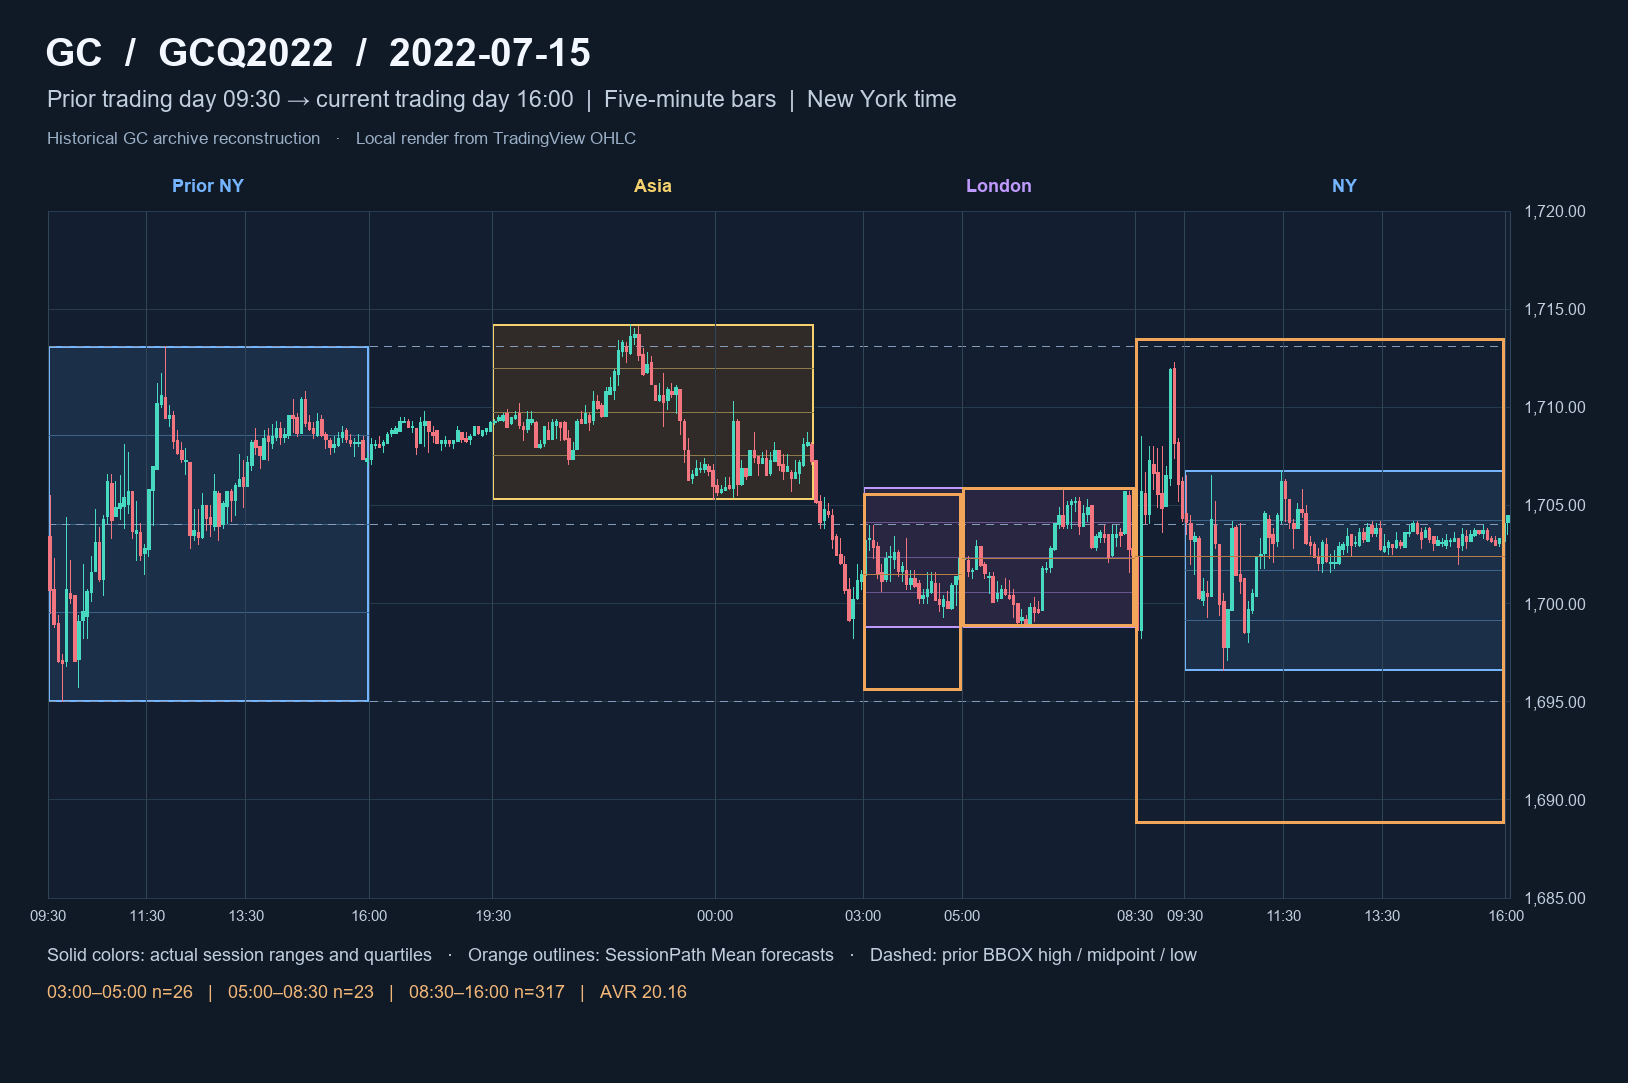 GC / GCQ2022 / 2022-07-15
Prior trading day 09:30 → current trading day 16:00 | Five-minute bars | New York time
Historical GC archive reconstruction · Local render from TradingView OHLC
Prior NY Asia London NY
1,720.00
1,715.00
1,710.00
1,705.00
1,700.00
1,695.00
1,690.00
1,685.00
09:30 11:30 13:30 16:00 19:30 00:00 03:00 05:00 08:30 09:30 11:30 13:30 16:00
Solid colors: actual session ranges and quartiles · Orange outlines: SessionPath Mean forecasts · Dashed: prior BBOX high / midpoint / low
03:00–05:00 n=26 | 05:00–08:30 n=23 | 08:30–16:00 n=317 | AVR 20.16